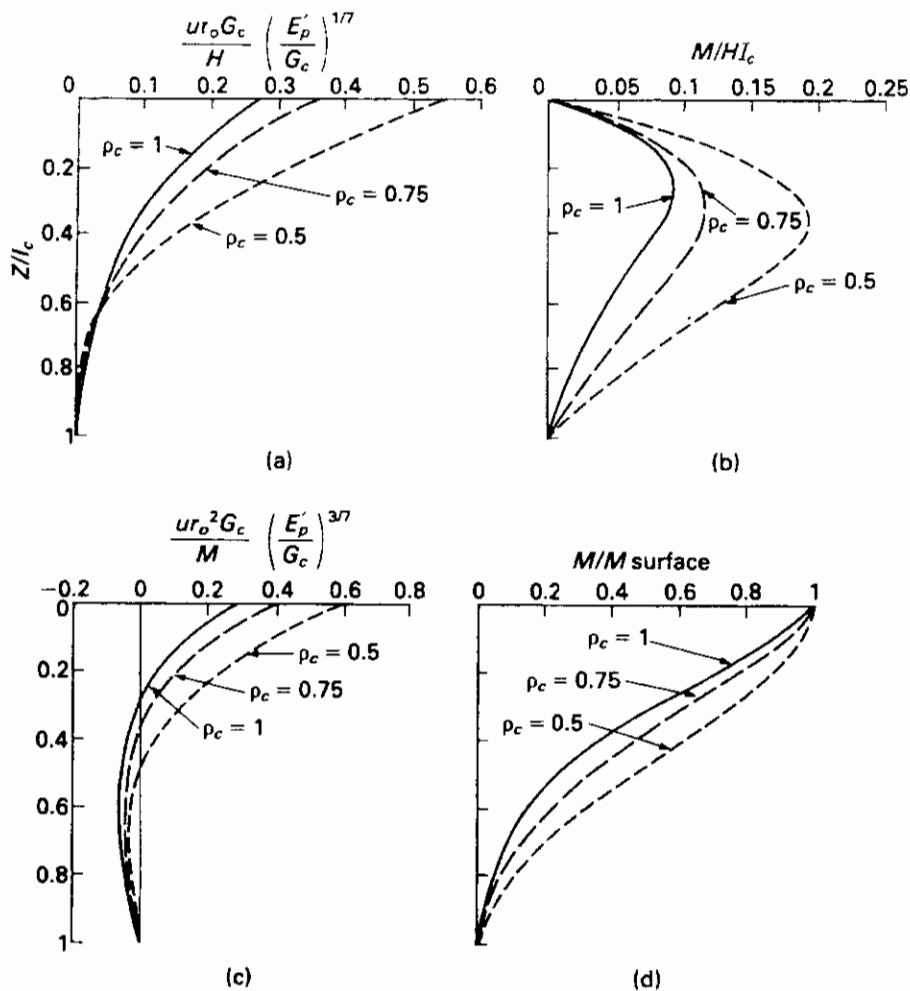 ur₀G_c / H (E′_p / G_c)^1/7
0 0.1 0.2 0.3 0.4 0.5 0.6
Z/I_c
0.2
0.4
0.6
0.8
1
ρ_c = 1
ρ_c = 0.75
ρ_c = 0.5
(a)
M/HI_c
0 0.05 0.1 0.15 0.2 0.25
ρ_c = 1
ρ_c = 0.75
ρ_c = 0.5
(b)
ur₀²G_c / M (E′_p / G_c)^3/7
−0.2 0 0.2 0.4 0.6 0.8
0
0.2
0.4
0.6
0.8
1
ρ_c = 0.5
ρ_c = 0.75
ρ_c = 1
(c)
M/M surface
0 0.2 0.4 0.6 0.8 1
ρ_c = 1
ρ_c = 0.75
ρ_c = 0.5
(d)